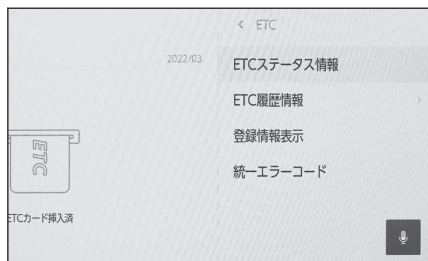 < ETC
2022/03
ETCステータス情報
ETC履歴情報 >
登録情報表示
統一エラーコード
ETC
ETCカード挿入済